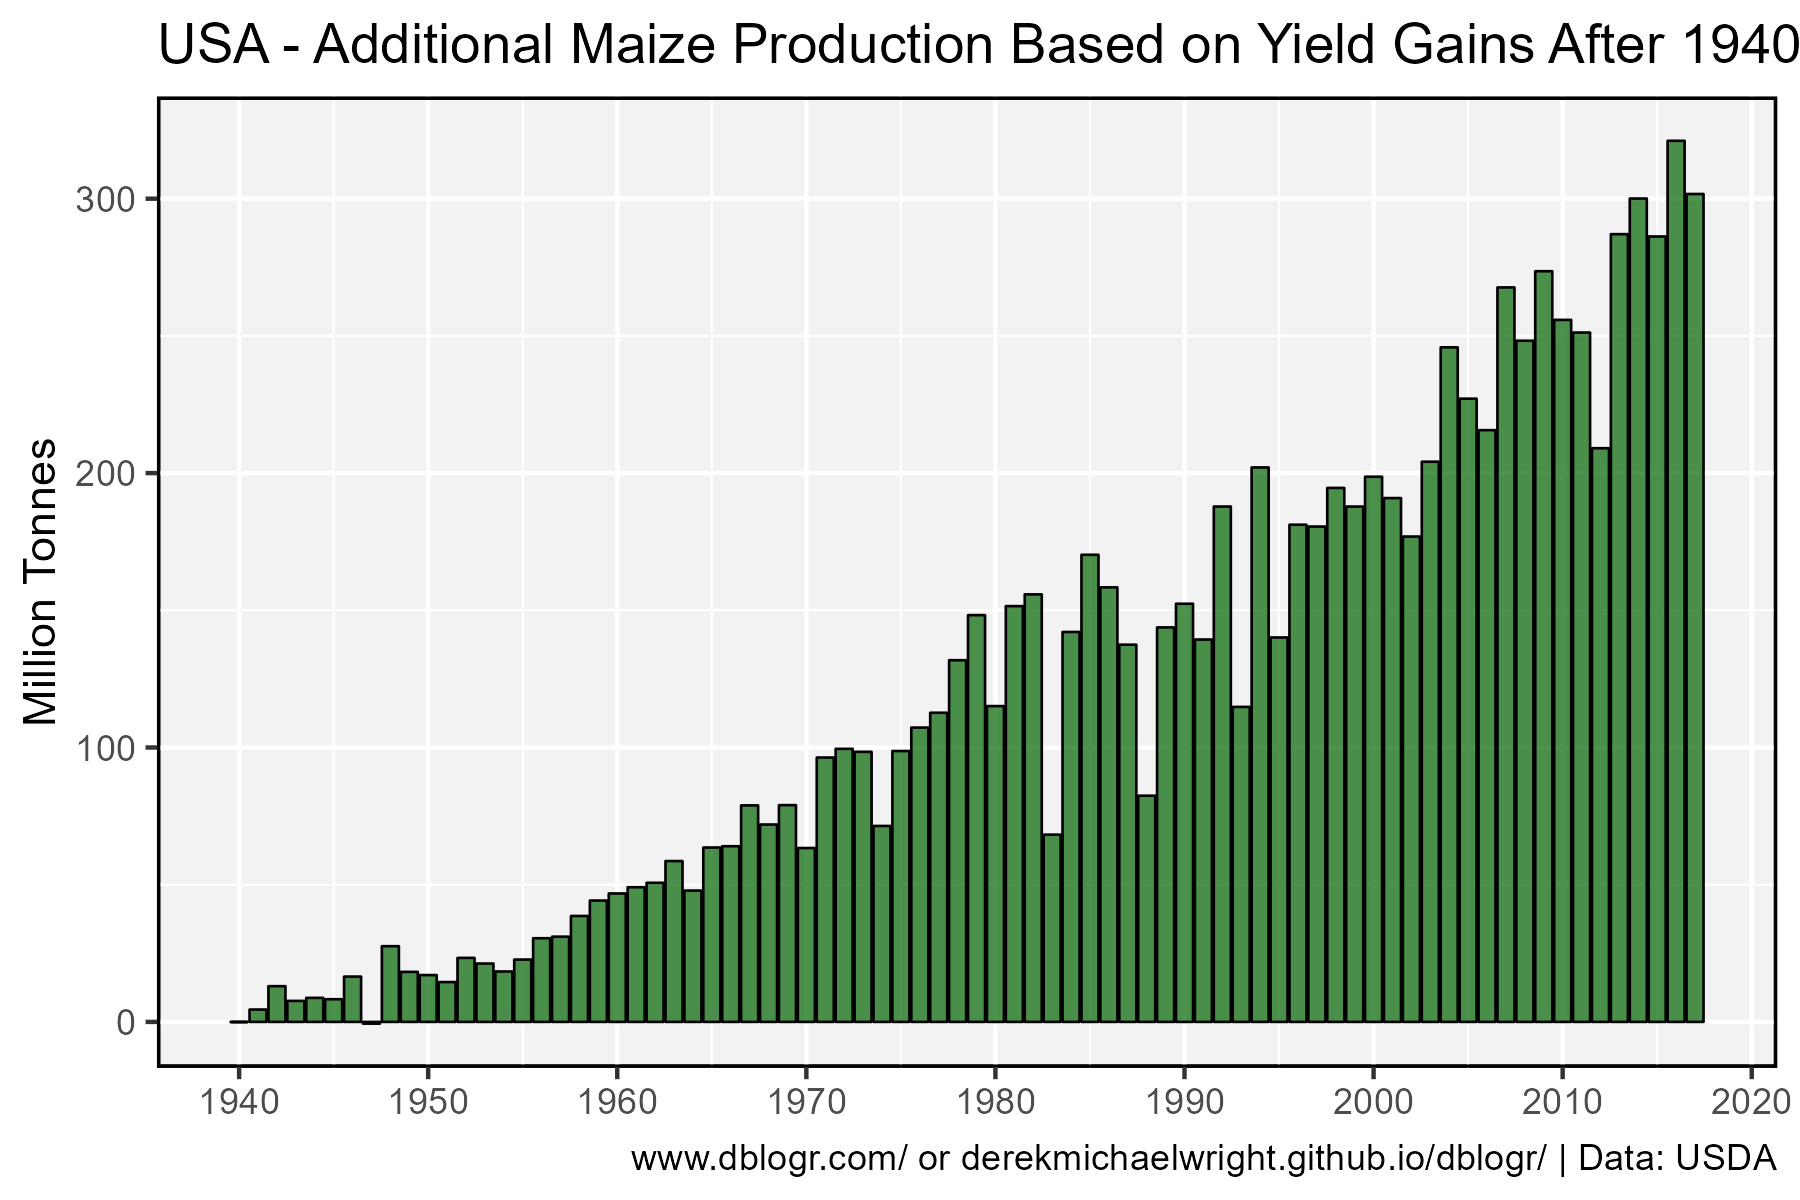 USA - Additional Maize Production Based on Yield Gains After 1940
Million Tonnes
300
200
100
0
1940 1950 1960 1970 1980 1990 2000 2010 2020
www.dblogr.com/ or derekmichaelwright.github.io/dblogr/ | Data: USDA